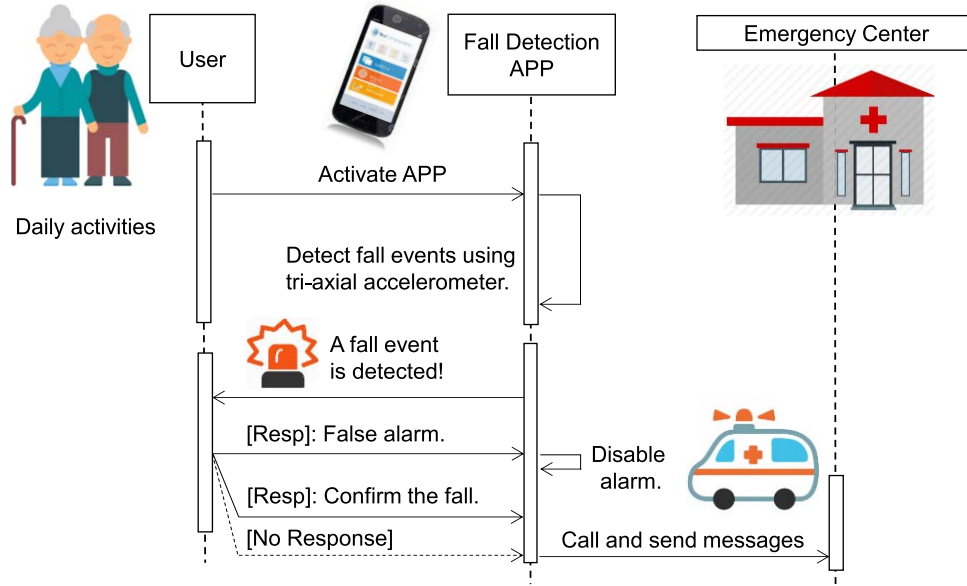 User
Fall Detection
APP
Emergency Center
Activate APP
Daily activities
Detect fall events using
tri-axial accelerometer.
A fall event
is detected!
[Resp]: False alarm.
Disable
alarm.
[Resp]: Confirm the fall.
[No Response]
Call and send messages